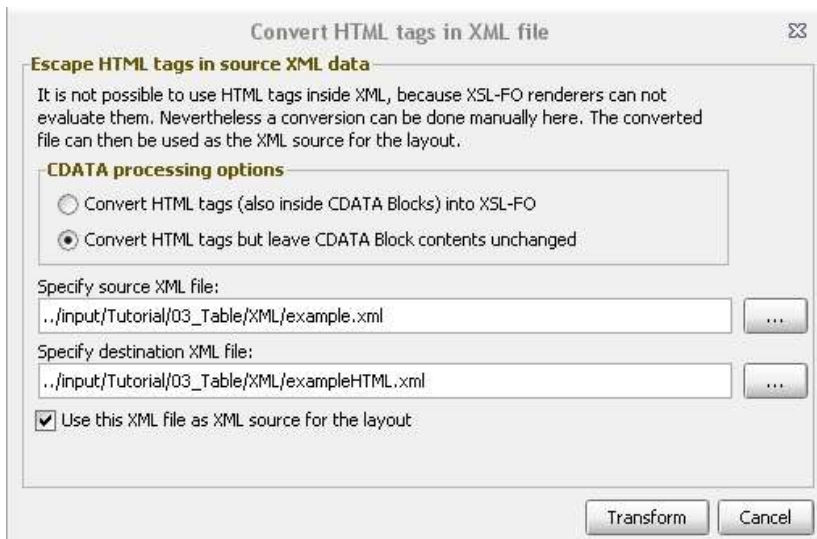 Convert HTML tags in XML file
Escape HTML tags in source XML data
It is not possible to use HTML tags inside XML, because XSL-FO renderers can not
evaluate them. Nevertheless a conversion can be done manually here. The converted
file can then be used as the XML source for the layout.
CDATA processing options
Convert HTML tags (also inside CDATA Blocks) into XSL-FO
Convert HTML tags but leave CDATA Block contents unchanged
Specify source XML file:
../input/Tutorial/03_Table/XML/example.xml
...
Specify destination XML file:
../input/Tutorial/03_Table/XML/exampleHTML.xml
...
Use this XML file as XML source for the layout
Transform
Cancel